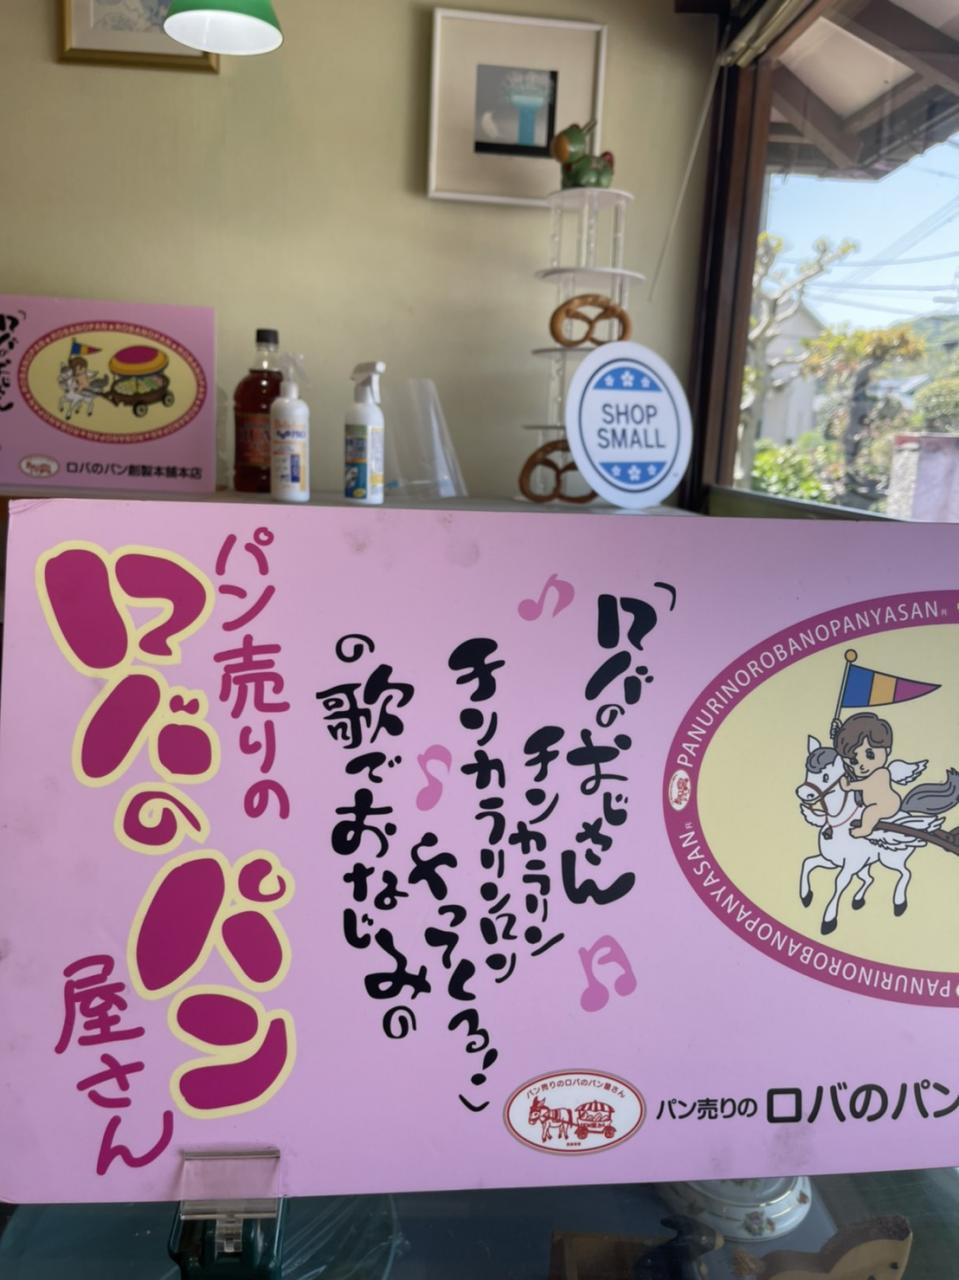 SHOP
SMALL
ロバのパン創製本舗本店
パン売りの
ロバのパン
屋さん
「ロバのおじさん
チンカラリン
チンカラリンロン
やってくる!」
の歌でおなじみの
PANURINOROBANOPANYASAN
PANURINOROBANOPANYASAN
パン売りのロバのパン屋さん
パン売りのロバのパン